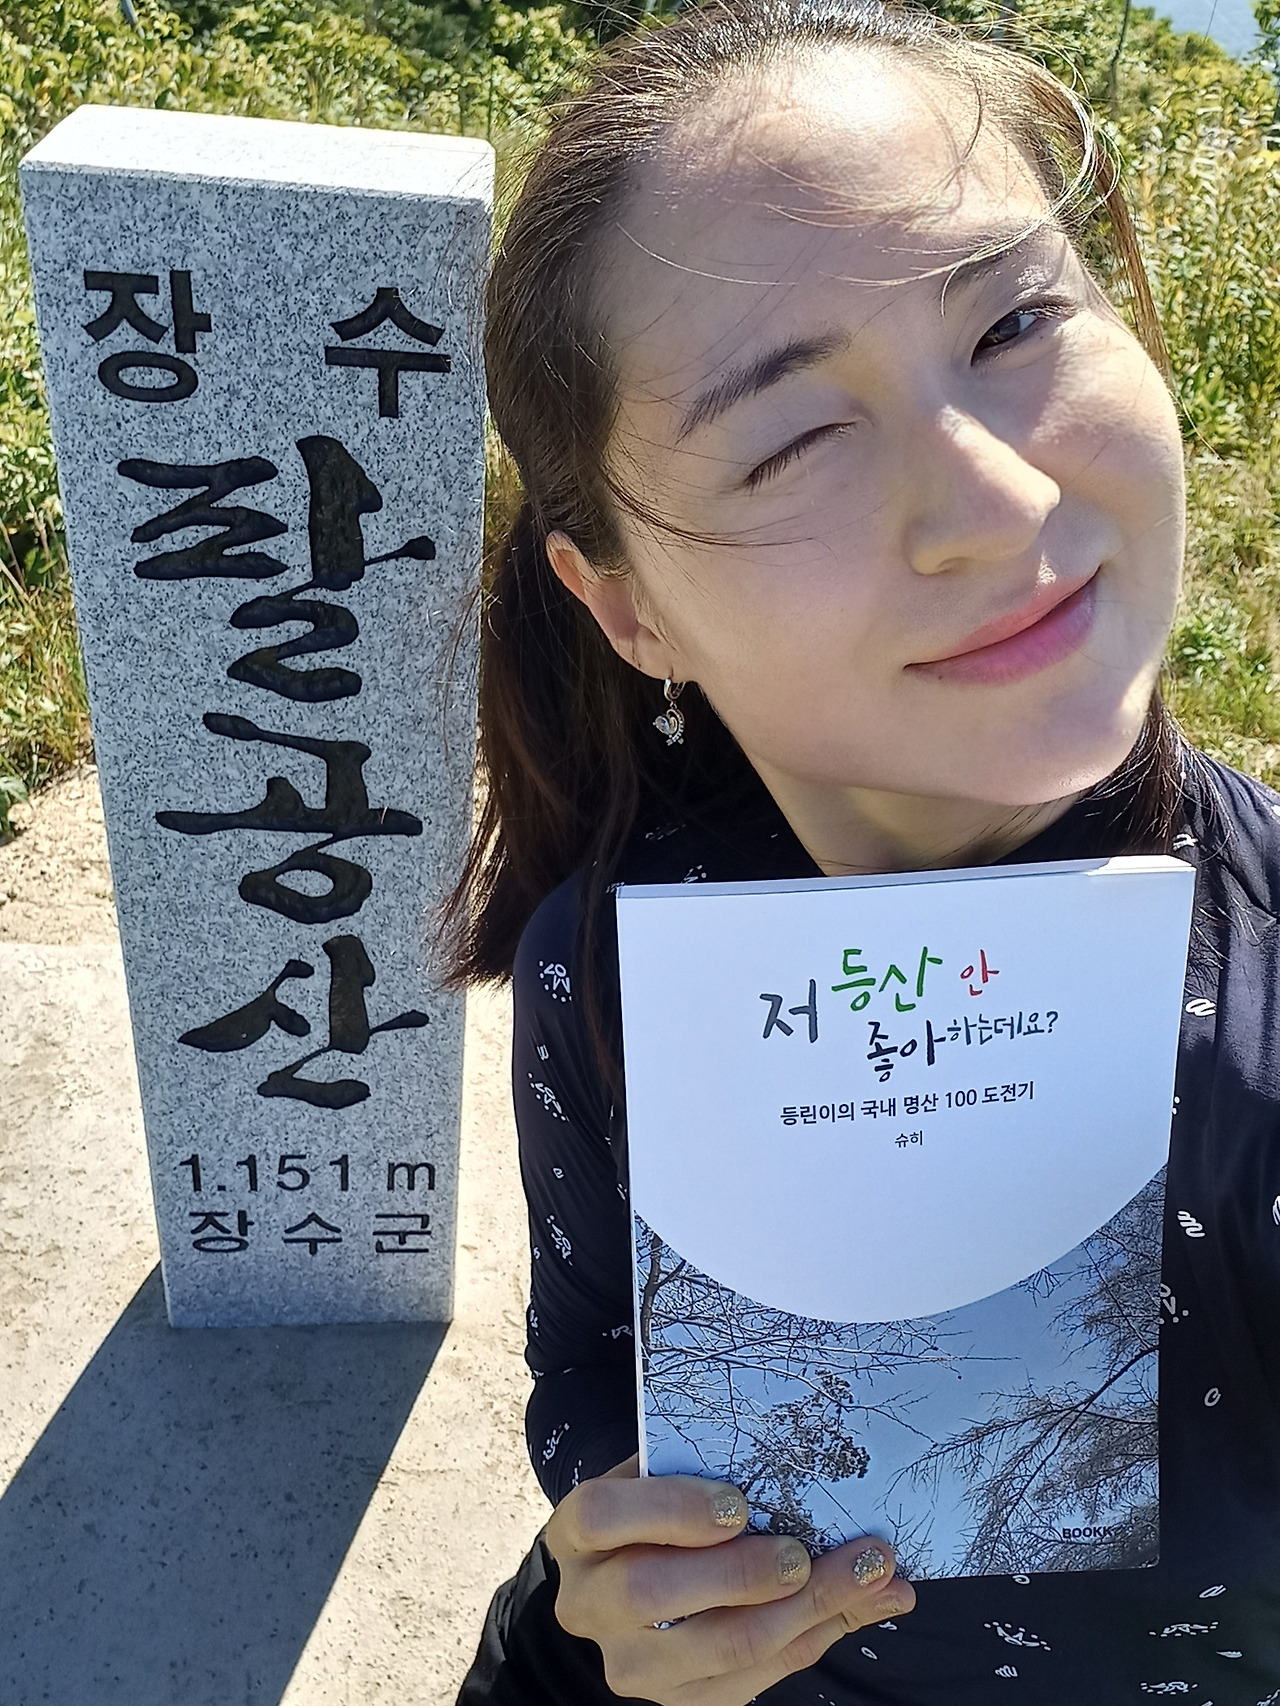 장 수
팔
공
산
1.151 m
장 수 군
저 등산 안
좋아하는데요?
등린이의 국내 명산 100 도전기
슈히
BOOKK